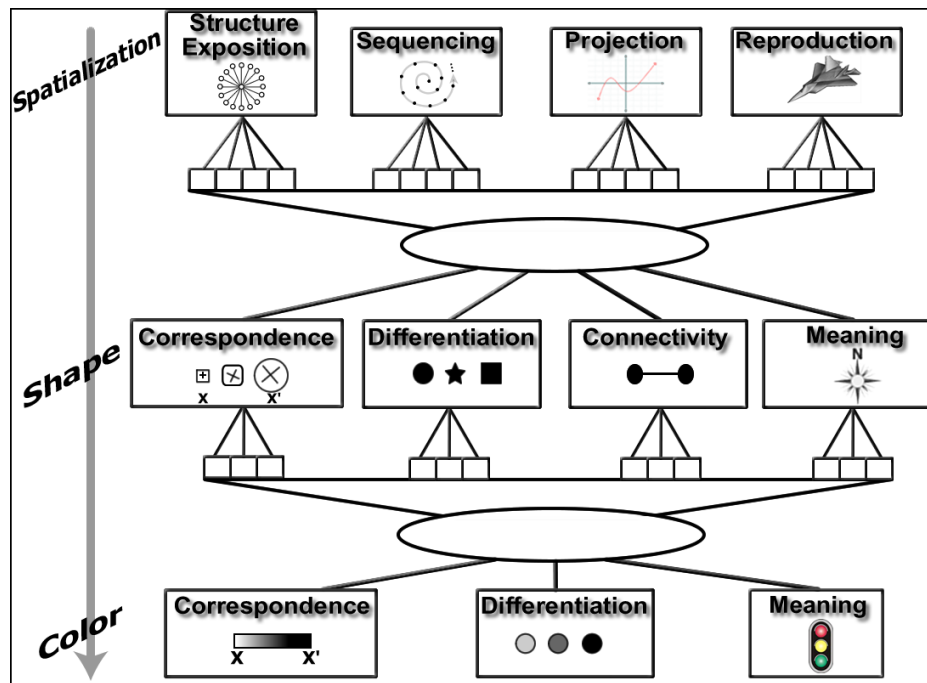 Spatialization
Structure
Exposition
Sequencing
Projection
Reproduction
Shape
Correspondence
x
x'
Differentiation
Connectivity
Meaning
N
Color
Correspondence
x
x'
Differentiation
Meaning